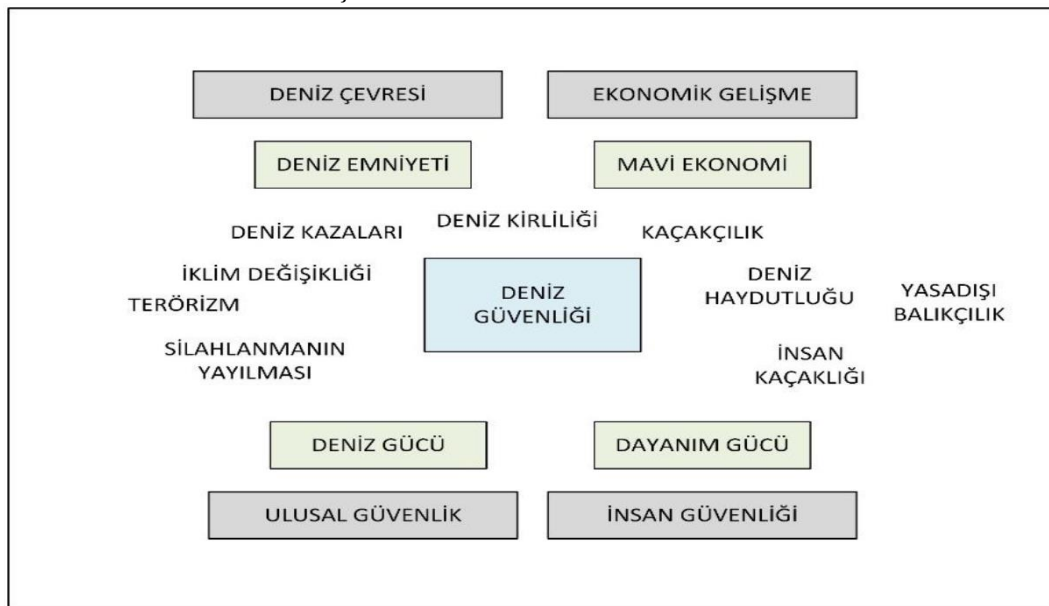 DENİZ ÇEVRESİ
EKONOMİK GELİŞME
DENİZ EMNİYETİ
MAVİ EKONOMİ
DENİZ KAZALARI
DENİZ KİRLİLİĞİ
KAÇAKÇILIK
İKLİM DEĞİŞİKLİĞİ
TERÖRİZM
DENİZ
GÜVENLİĞİ
DENİZ
HAYDUTLUĞU
YASADIŞI
BALIKÇILIK
SİLAHLANMANIN
YAYILMASI
İNSAN
KAÇAKLIĞI
DENİZ GÜCÜ
DAYANIM GÜCÜ
ULUSAL GÜVENLİK
İNSAN GÜVENLİĞİ